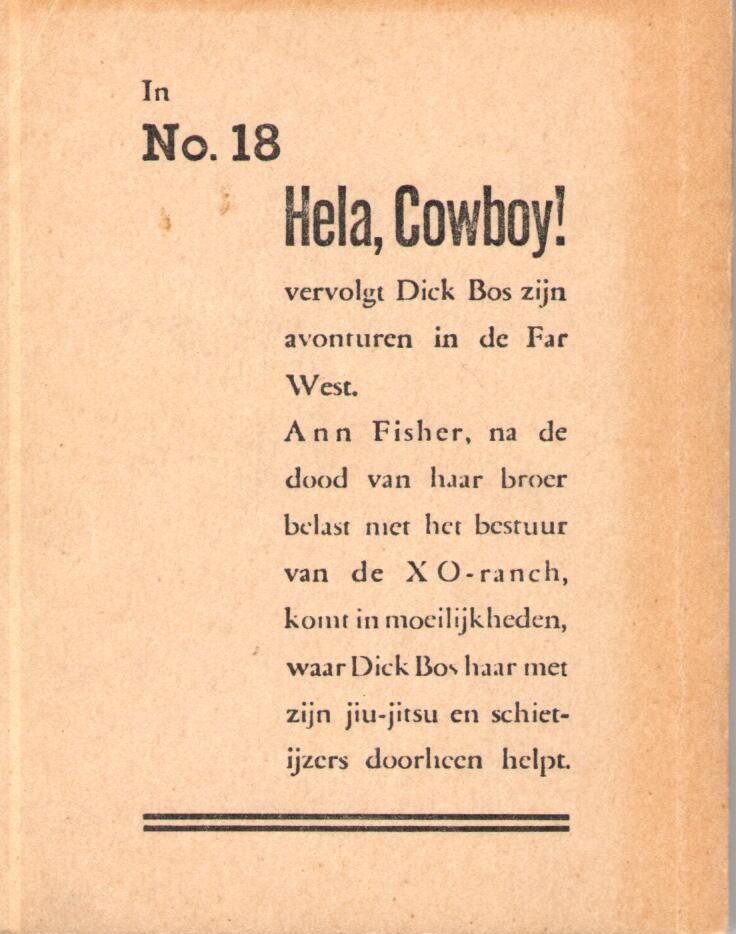 In
No. 18
Hela, Cowboy!
vervolgt Dick Bos zijn
avonturen in de Far
West.
Ann Fisher, na de
dood van haar broer
belast met het bestuur
van de XO-ranch,
komt in moeilijkheden,
waar Dick Bos haar met
zijn jiu-jitsu en schiet-
ijzers doorheen helpt.